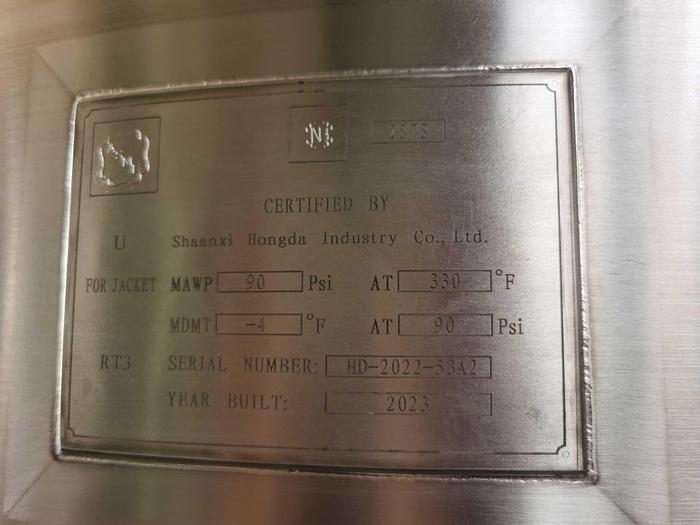 N
CERTIFIED BY
U Shaanxi Hongda Industry Co., Ltd.
FOR JACKET MAWP 90 Psi AT 330 °F
MDMT -4 °F AT 90 Psi
RT3 SERIAL NUMBER: HD-2022-53A2
YEAR BUILT: 2023